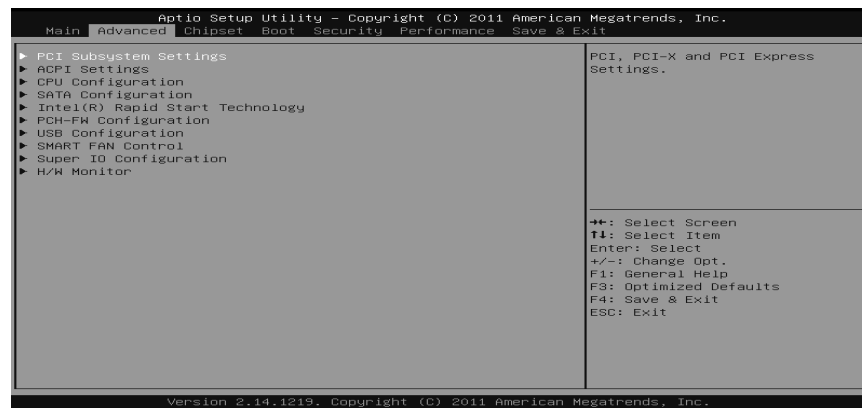 Aptio Setup Utility – Copyright (C) 2011 American Megatrends, Inc.
Main Advanced Chipset Boot Security Performance Save & Exit
► PCI Subsystem Settings
► ACPI Settings
► CPU Configuration
► SATA Configuration
► Intel(R) Rapid Start Technology
► PCH-FW Configuration
► USB Configuration
► SMART FAN Control
► Super IO Configuration
► H/W Monitor
PCI, PCI-X and PCI Express
Settings.
→←: Select Screen
↑↓: Select Item
Enter: Select
+/-: Change Opt.
F1: General Help
F3: Optimized Defaults
F4: Save & Exit
ESC: Exit
Version 2.14.1219. Copyright (C) 2011 American Megatrends, Inc.